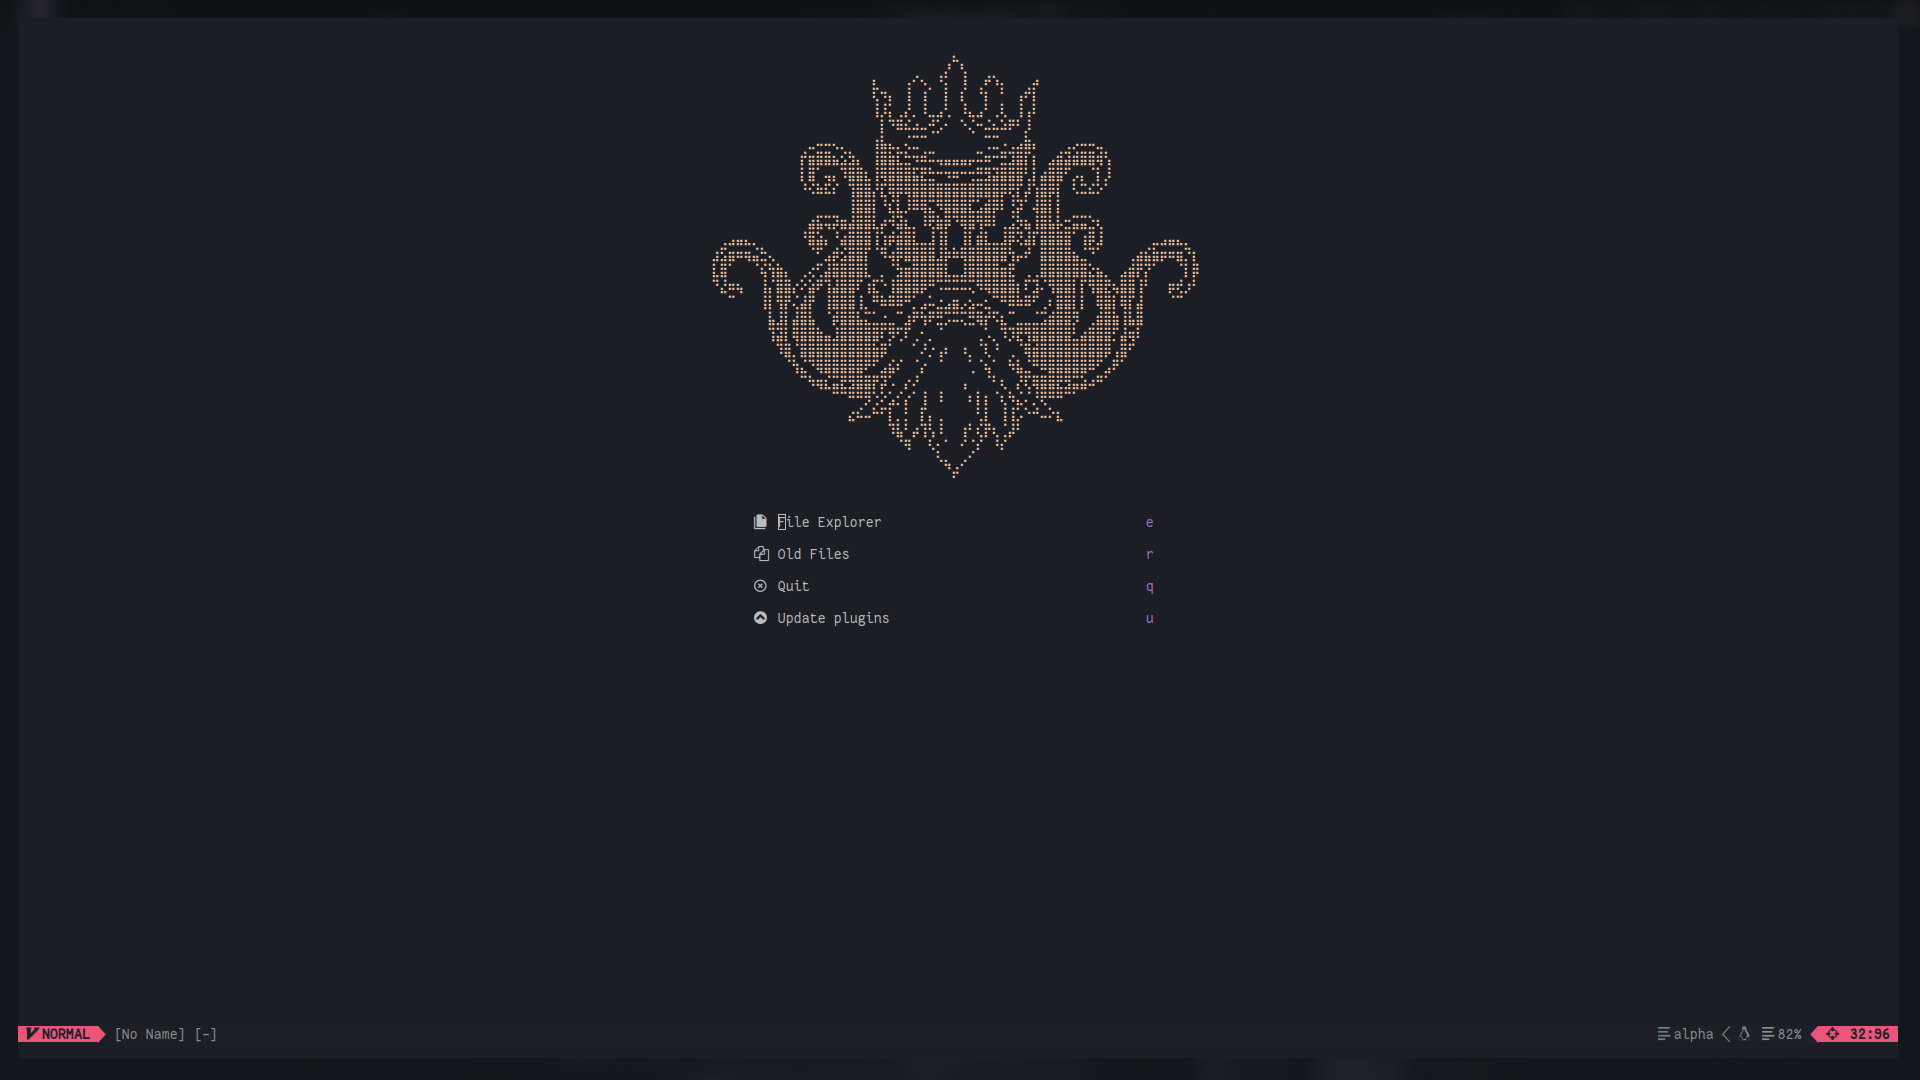 File Explorer e
Old Files r
Quit q
Update plugins u
NORMAL [No Name] [-] alpha 82% 32:96